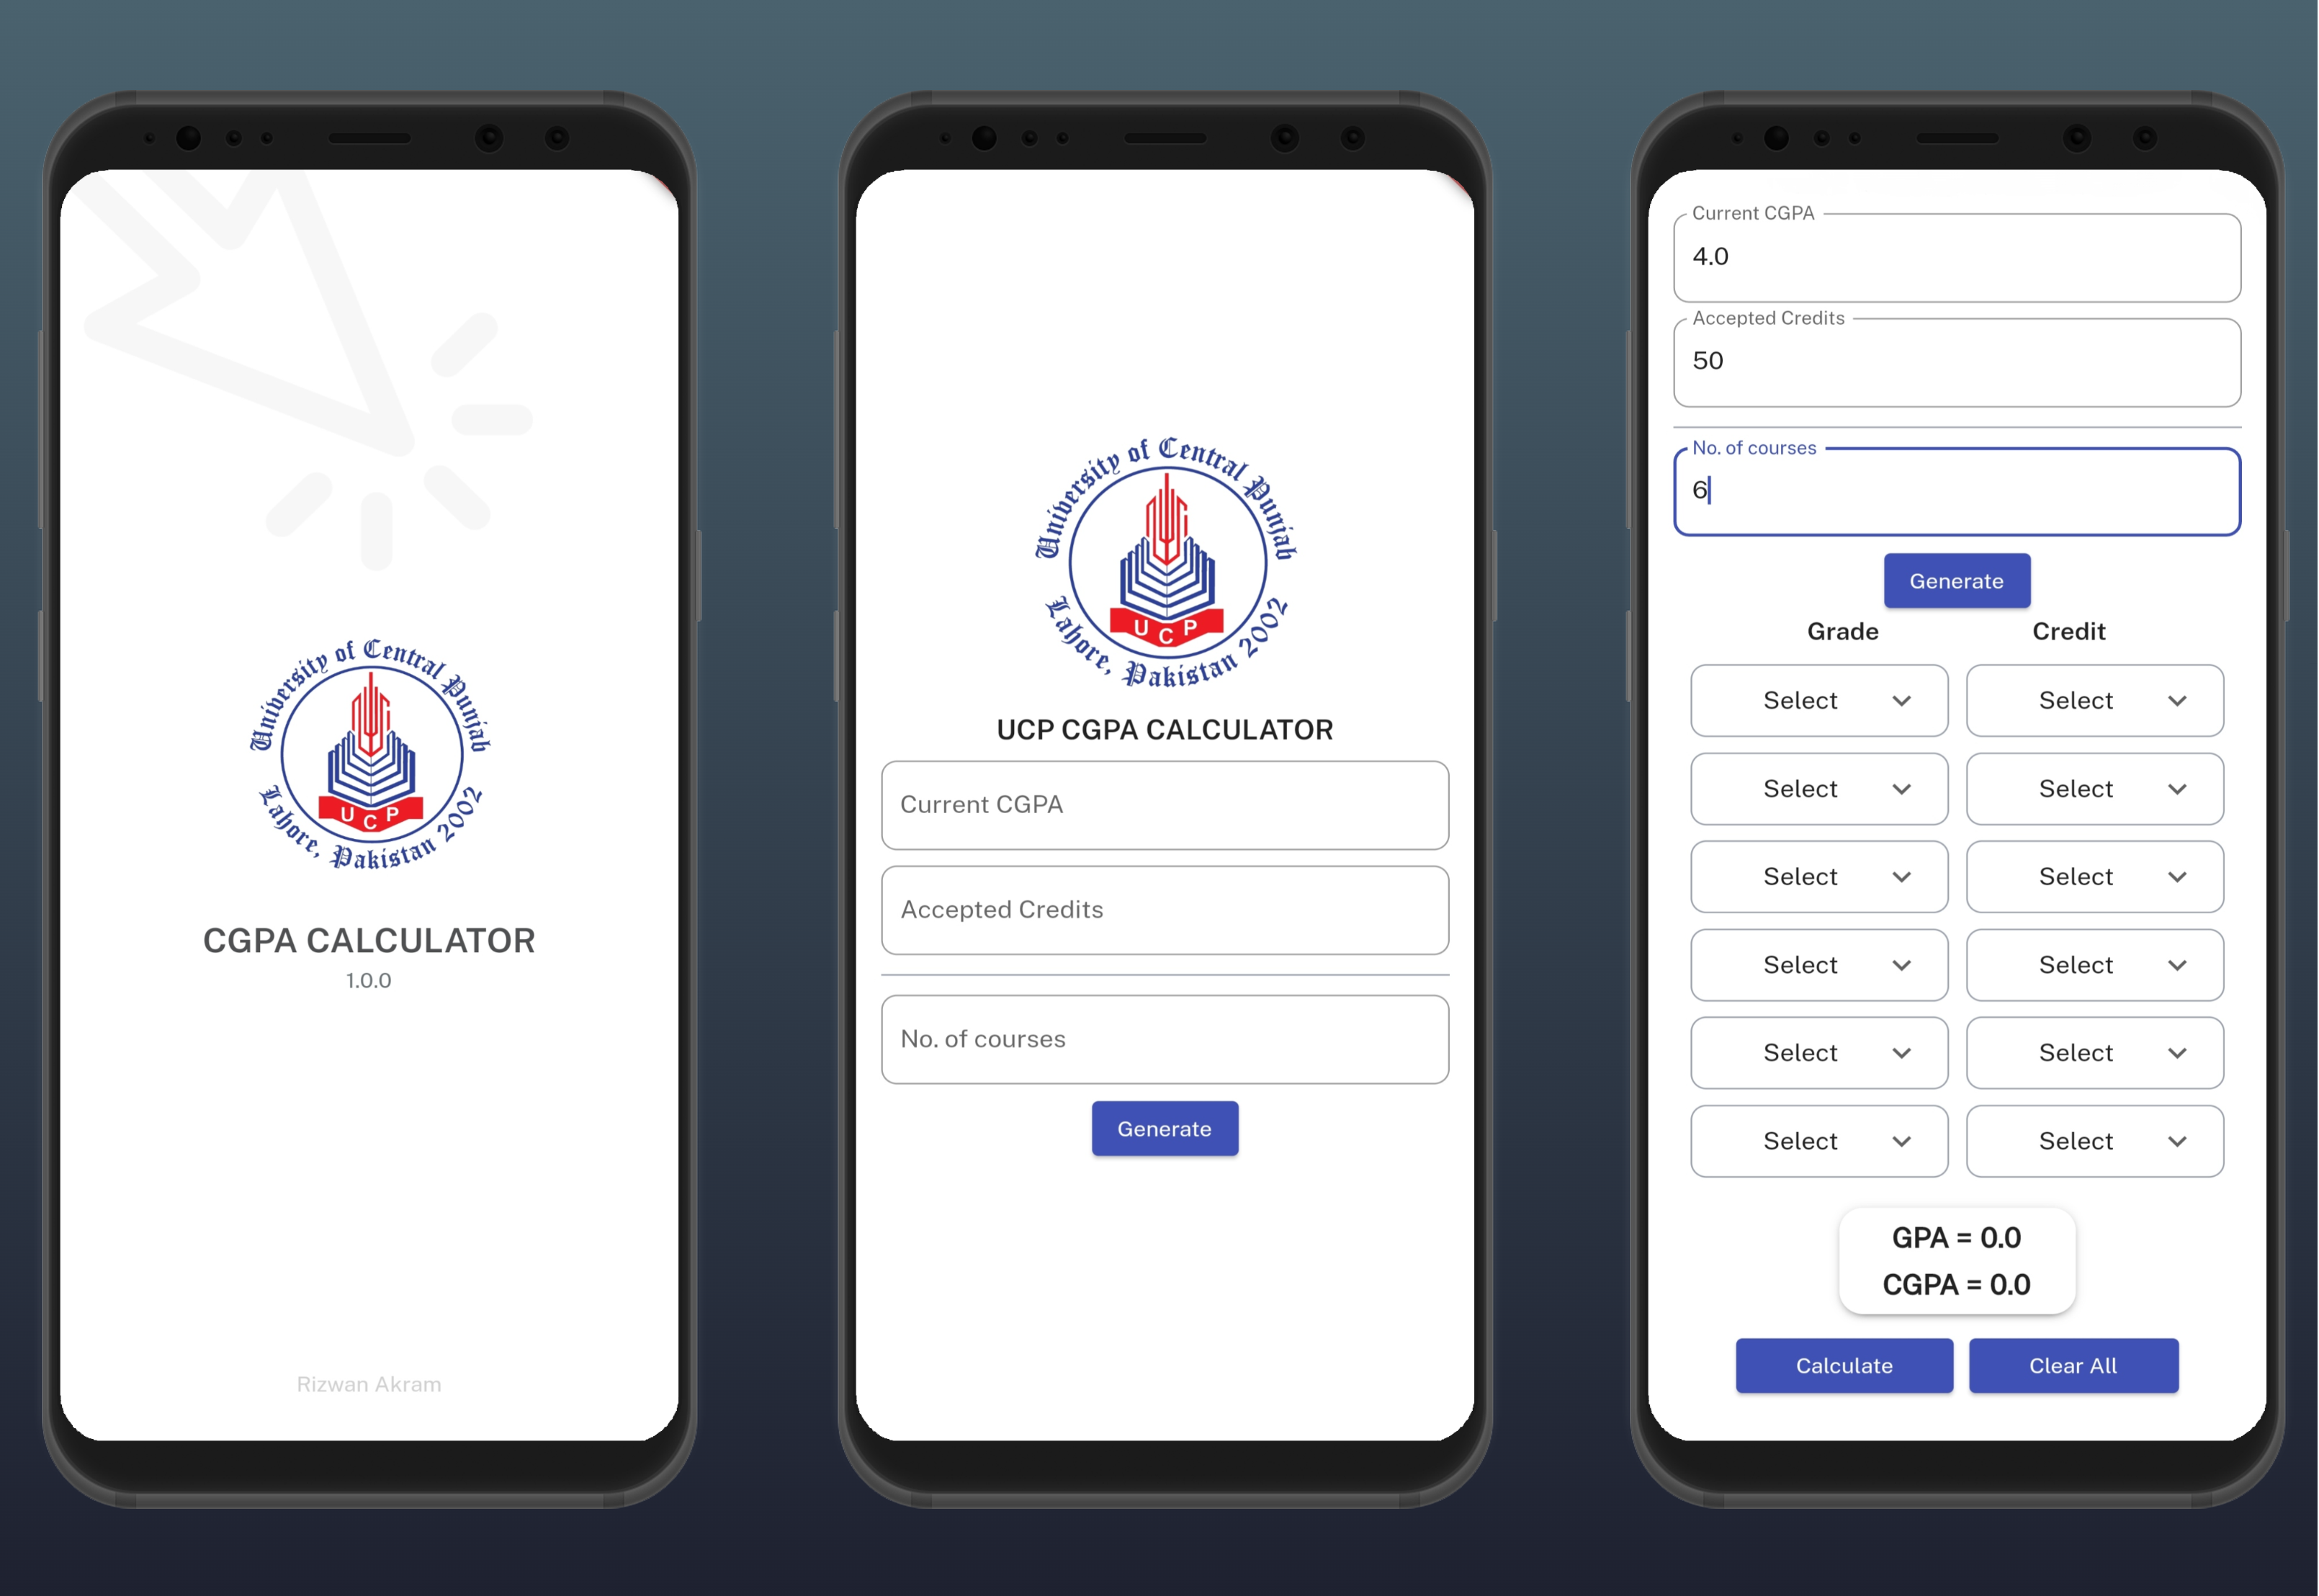 University of Central Punjab
U C P
Lahore, Pakistan 2002
CGPA CALCULATOR
1.0.0
Rizwan Akram
University of Central Punjab
U C P
Lahore, Pakistan 2002
UCP CGPA CALCULATOR
Current CGPA
Accepted Credits
No. of courses
Generate
Current CGPA
4.0
Accepted Credits
50
No. of courses
6
Generate
Grade Credit
Select Select
Select Select
Select Select
Select Select
Select Select
Select Select
GPA = 0.0
CGPA = 0.0
Calculate Clear All